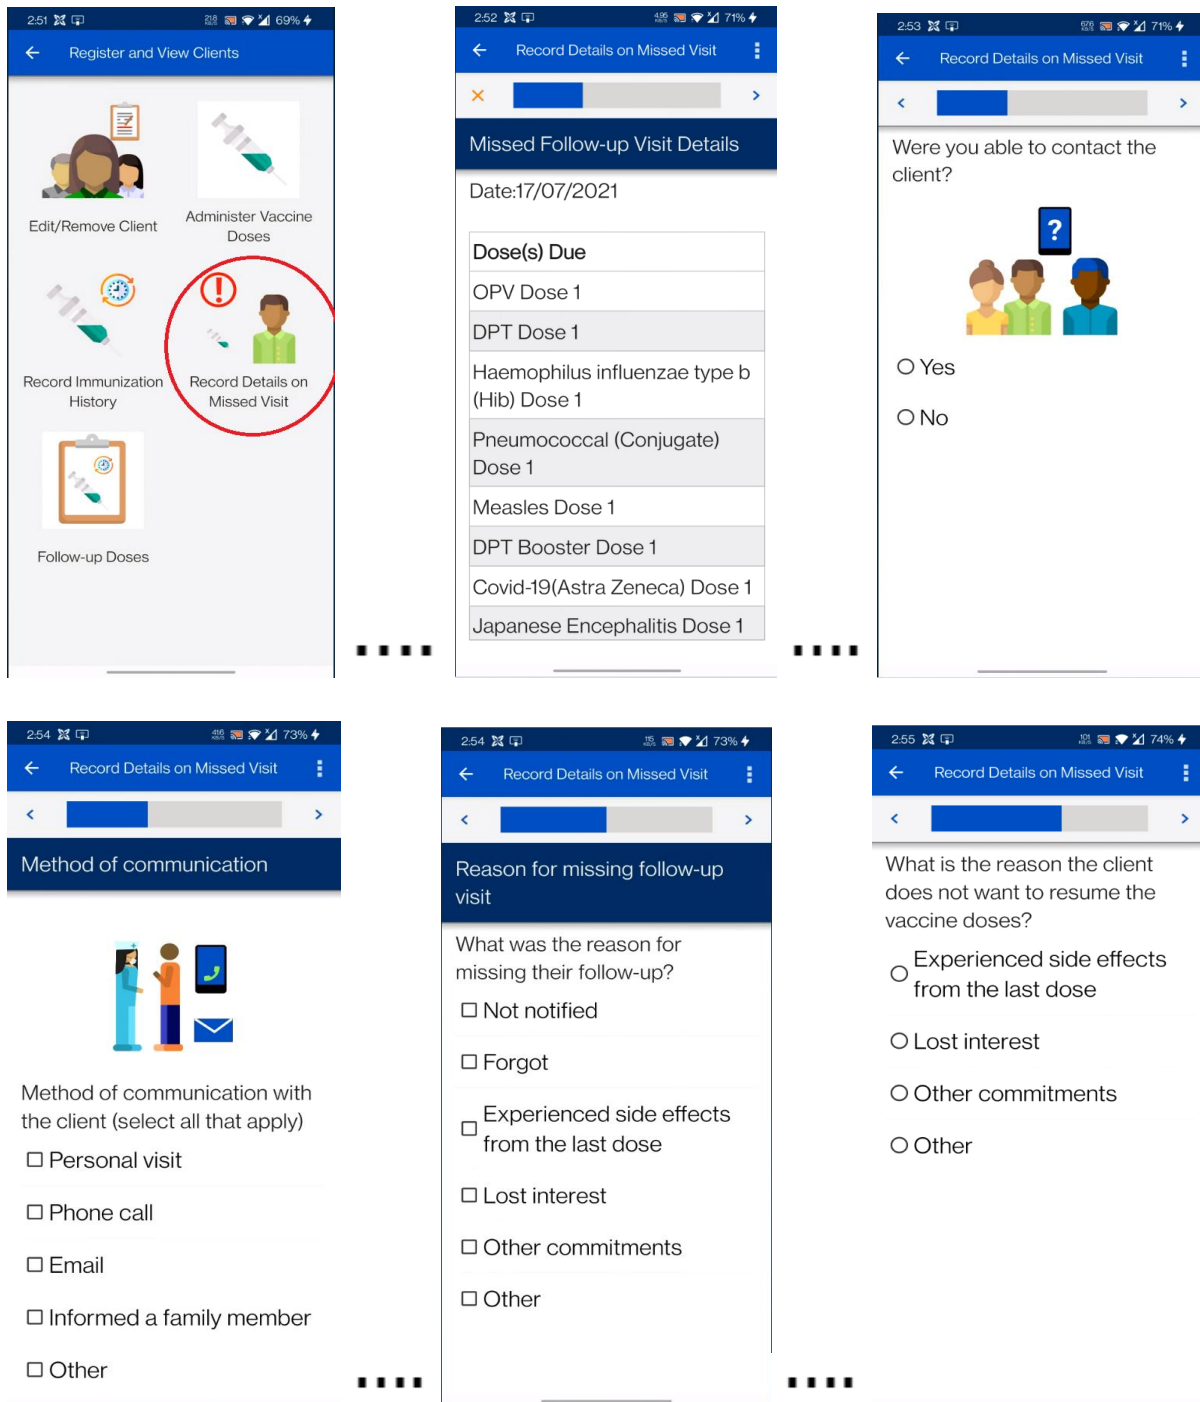 2:51
69%
Register and View Clients
Edit/Remove Client
Administer Vaccine
Doses
Record Immunization
History
Record Details on
Missed Visit
Follow-up Doses
2:52
71%
Record Details on Missed Visit
Missed Follow-up Visit Details
Date:17/07/2021
Dose(s) Due
OPV Dose 1
DPT Dose 1
Haemophilus influenzae type b
(Hib) Dose 1
Pneumococcal (Conjugate)
Dose 1
Measles Dose 1
DPT Booster Dose 1
Covid-19(Astra Zeneca) Dose 1
Japanese Encephalitis Dose 1
2:53
71%
Record Details on Missed Visit
Were you able to contact the
client?
?
Yes
No
2:54
73%
Record Details on Missed Visit
Method of communication
Method of communication with
the client (select all that apply)
Personal visit
Phone call
Email
Informed a family member
Other
2:54
73%
Record Details on Missed Visit
Reason for missing follow-up
visit
What was the reason for
missing their follow-up?
Not notified
Forgot
Experienced side effects
from the last dose
Lost interest
Other commitments
Other
2:55
74%
Record Details on Missed Visit
What is the reason the client
does not want to resume the
vaccine doses?
Experienced side effects
from the last dose
Lost interest
Other commitments
Other